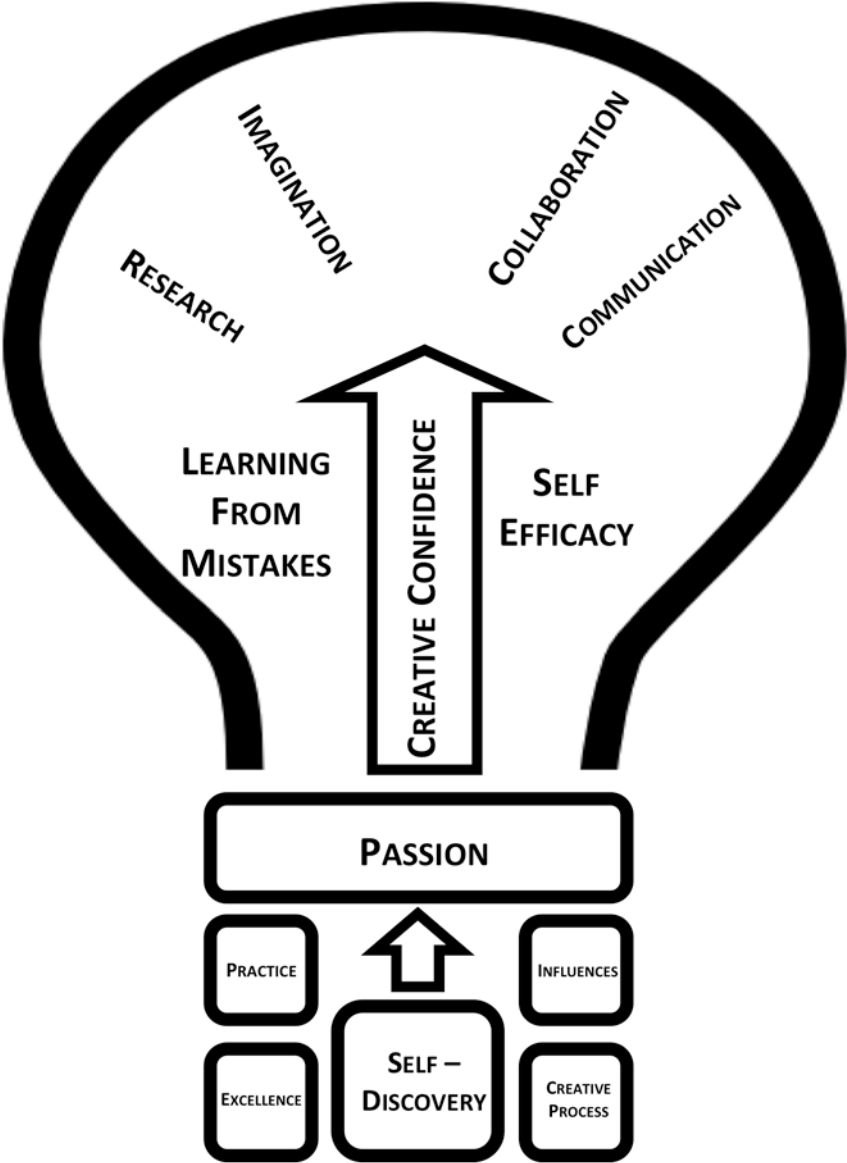 IMAGINATION
COLLABORATION
RESEARCH
COMMUNICATION
LEARNING
FROM
MISTAKES
CREATIVE CONFIDENCE
SELF
EFFICACY
PASSION
PRACTICE
INFLUENCES
EXCELLENCE
SELF –
DISCOVERY
CREATIVE
PROCESS